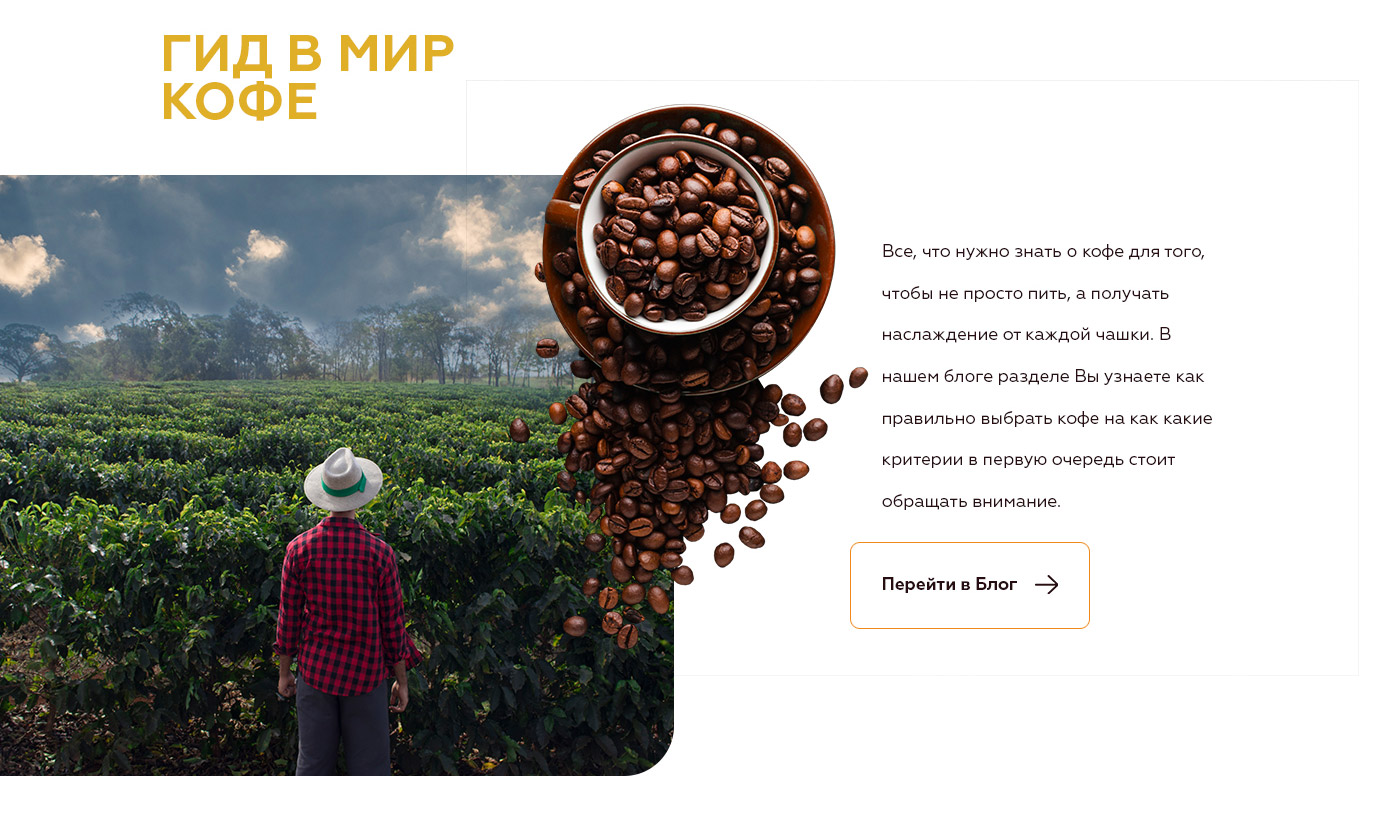 ГИД В МИР
КОФЕ
Все, что нужно знать о кофе для того,
чтобы не просто пить, а получать
наслаждение от каждой чашки. В
нашем блоге разделе Вы узнаете как
правильно выбрать кофе на как какие
критерии в первую очередь стоит
обращать внимание.
Перейти в Блог